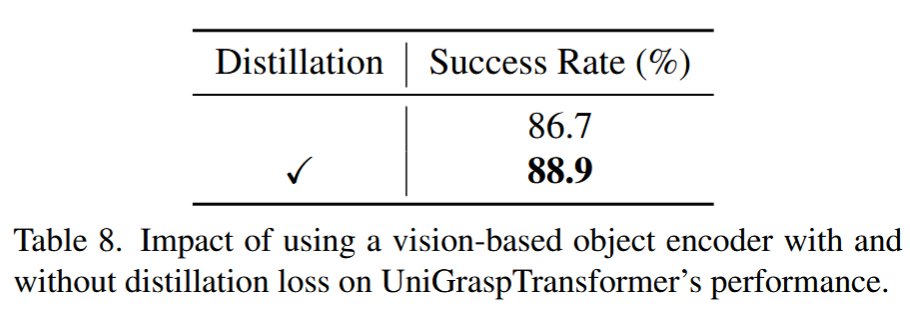 Distillation Success Rate (%)
86.7
✓ 88.9
Table 8. Impact of using a vision-based object encoder with and
without distillation loss on UniGraspTransformer's performance.